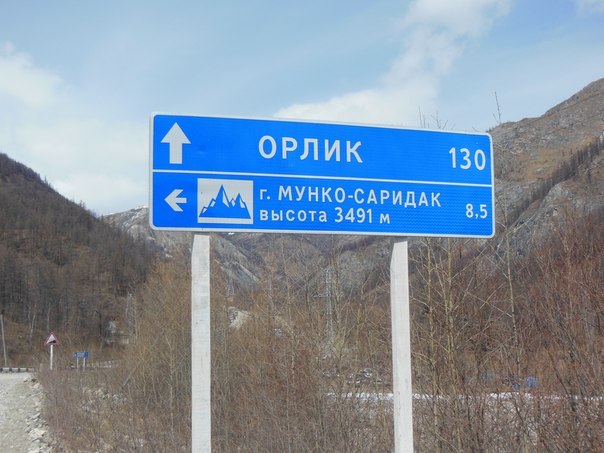 ОРЛИК 130
г. МУНКО-САРИДАК 8,5
высота 3491 м